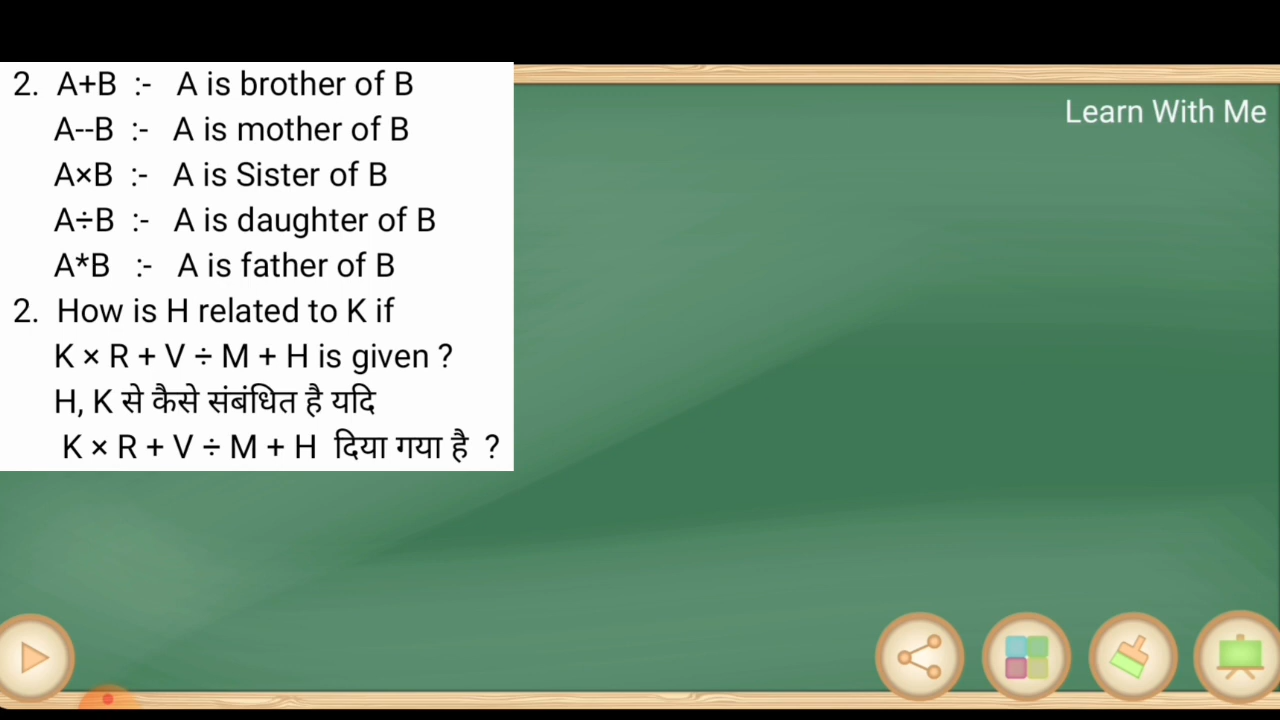 2. A+B :- A is brother of B
A--B :- A is mother of B
A×B :- A is Sister of B
A÷B :- A is daughter of B
A*B :- A is father of B
2. How is H related to K if
K × R + V ÷ M + H is given ?
H, K से कैसे संबंधित है यदि
K × R + V ÷ M + H दिया गया है ?
Learn With Me